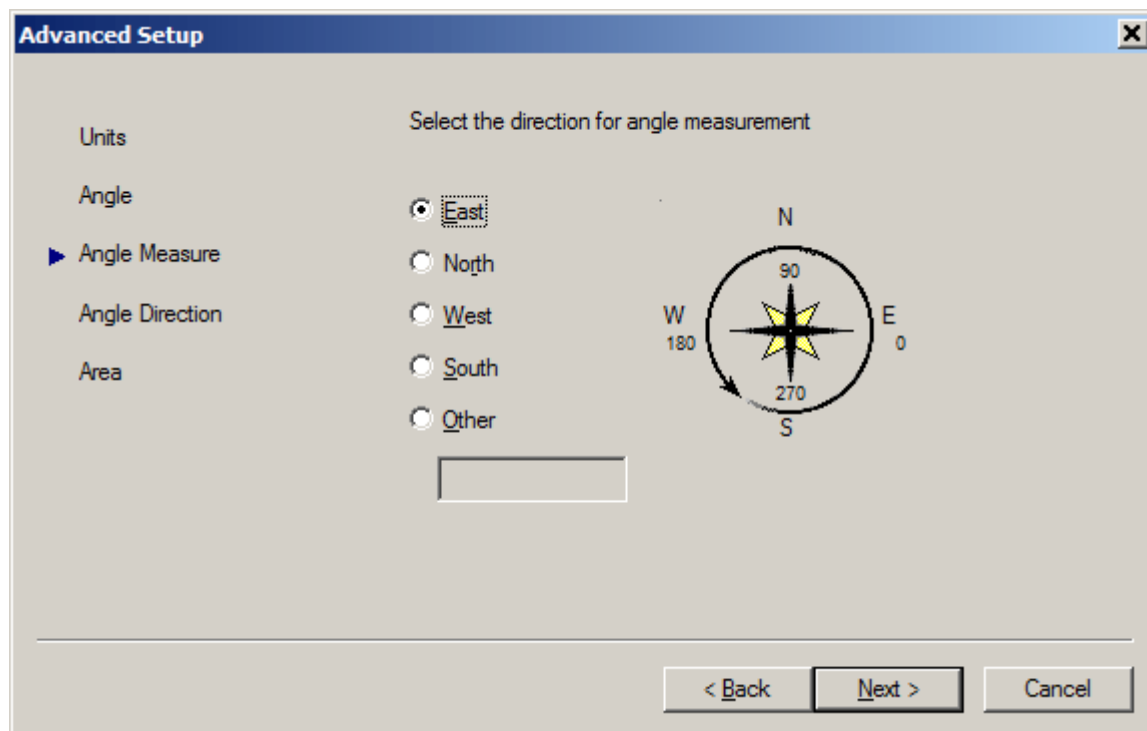 Advanced Setup
Units
Angle
Angle Measure
Angle Direction
Area
Select the direction for angle measurement
East
North
West
South
Other
N
90
W
180
E
0
270
S
< Back
Next >
Cancel